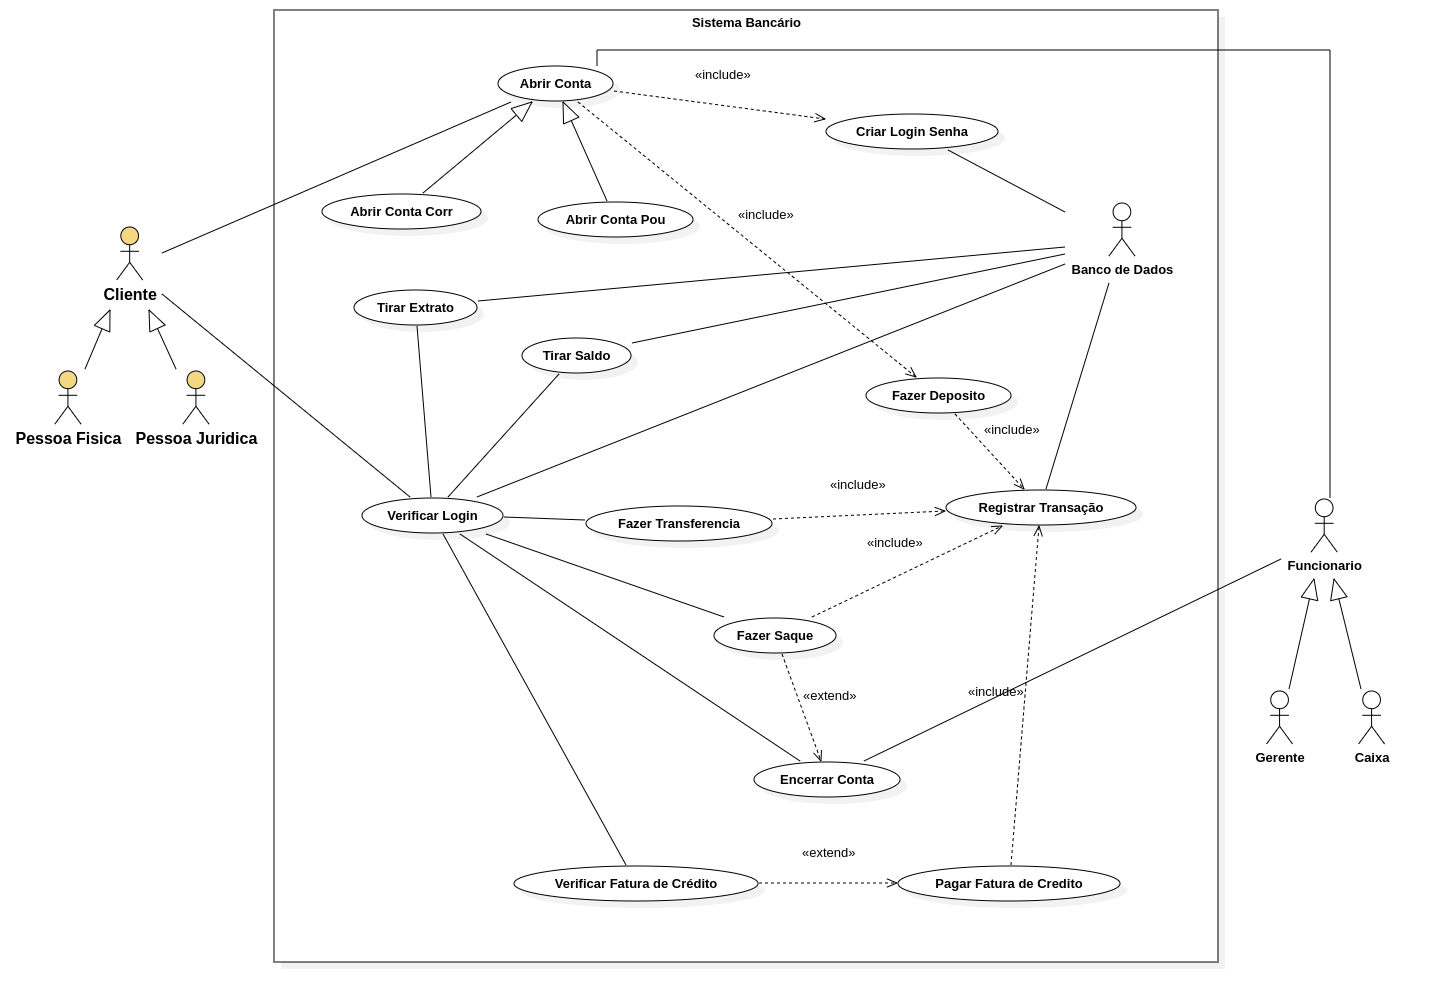 Sistema Bancário
Abrir Conta
«include»
Criar Login Senha
Abrir Conta Corr
Abrir Conta Pou
«include»
Banco de Dados
Cliente
Tirar Extrato
Tirar Saldo
Fazer Deposito
«include»
Pessoa Fisica
Pessoa Juridica
«include»
Verificar Login
Fazer Transferencia
Registrar Transação
«include»
Funcionario
Fazer Saque
«extend»
«include»
Encerrar Conta
Gerente
Caixa
«extend»
Verificar Fatura de Crédito
Pagar Fatura de Credito